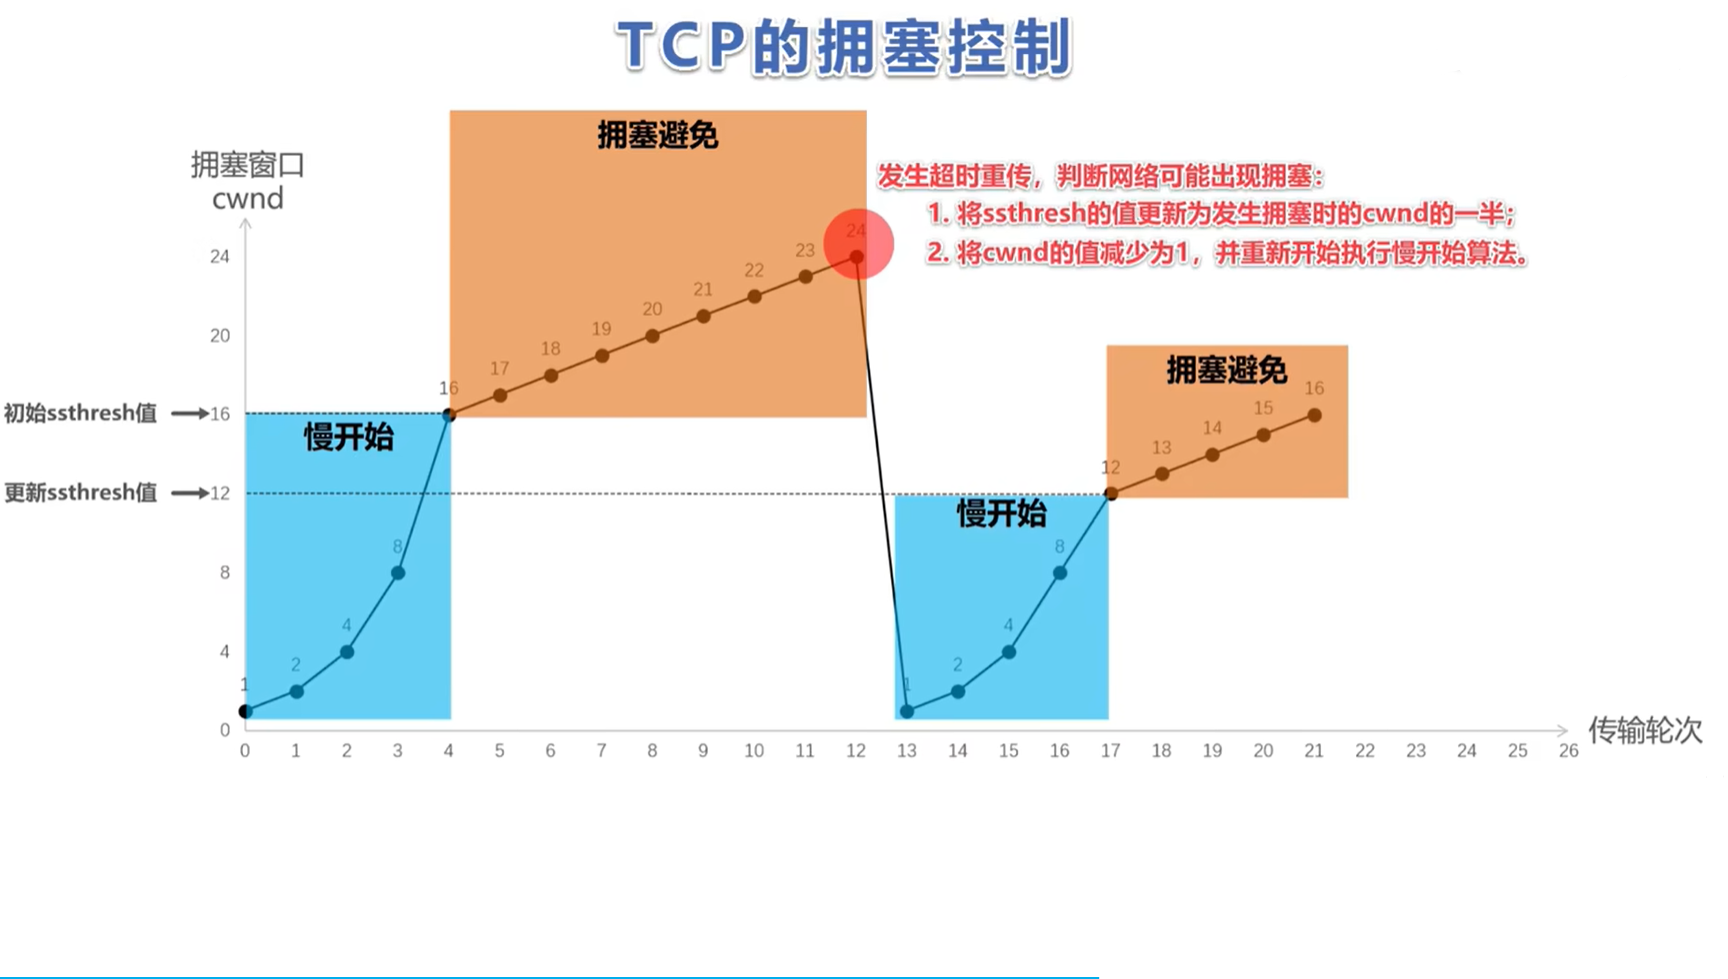 TCP的拥塞控制
拥塞窗口
cwnd
拥塞避免
发生超时重传，判断网络可能出现拥塞：
1. 将ssthresh的值更新为发生拥塞时的cwnd的一半；
2. 将cwnd的值减少为1，并重新开始执行慢开始算法。
24
20
初始ssthresh值
16
更新ssthresh值
12
8
4
0
慢开始
1
2
4
8
16
17
18
19
20
21
22
23
24
慢开始
1
2
4
8
拥塞避免
12
13
14
15
16
0 1 2 3 4 5 6 7 8 9 10 11 12 13 14 15 16 17 18 19 20 21 22 23 24 25 26
传输轮次